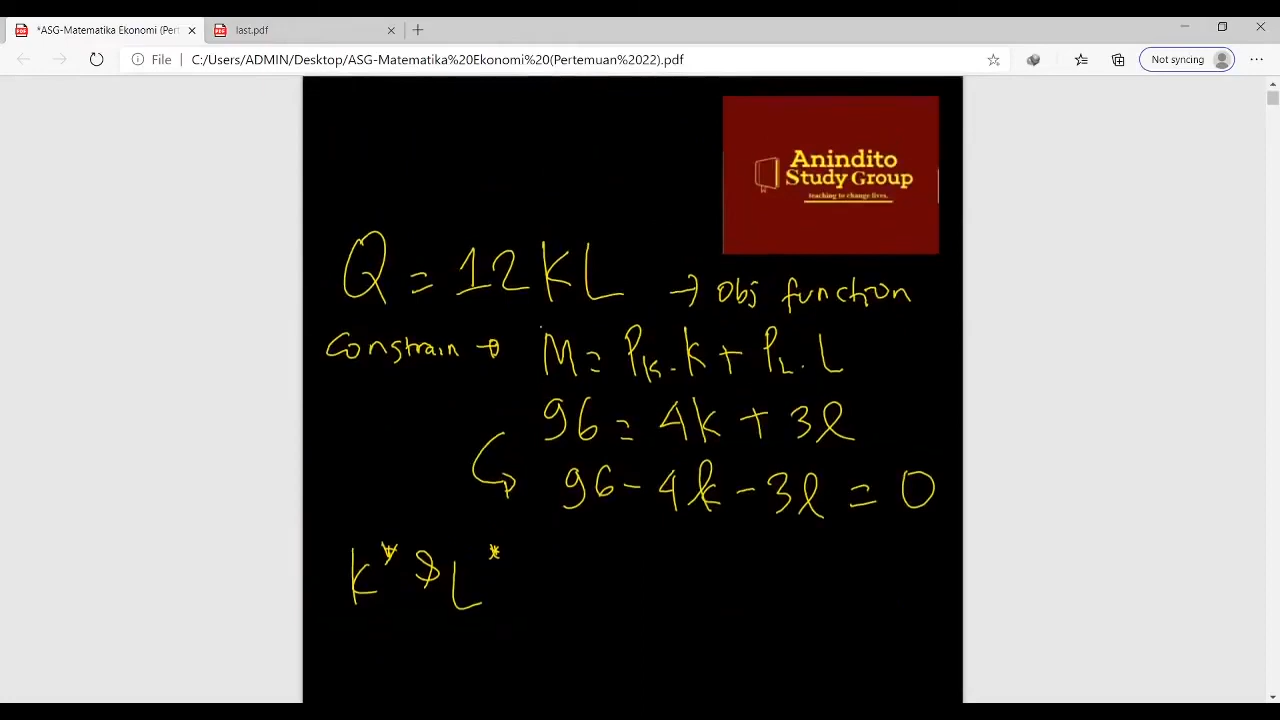 *ASG-Matematika Ekonomi (Per
last.pdf
File
C:/Users/ADMIN/Desktop/ASG-Matematika%20Ekonomi%20(Pertemuan%2022).pdf
Not syncing
Anindito
Study Group
teaching to change lives.
Q = 12KL → Obj function
Constrain → M = PK.K + PL.L
96 = 4k + 3l
96 - 4k - 3l = 0
K* & L*